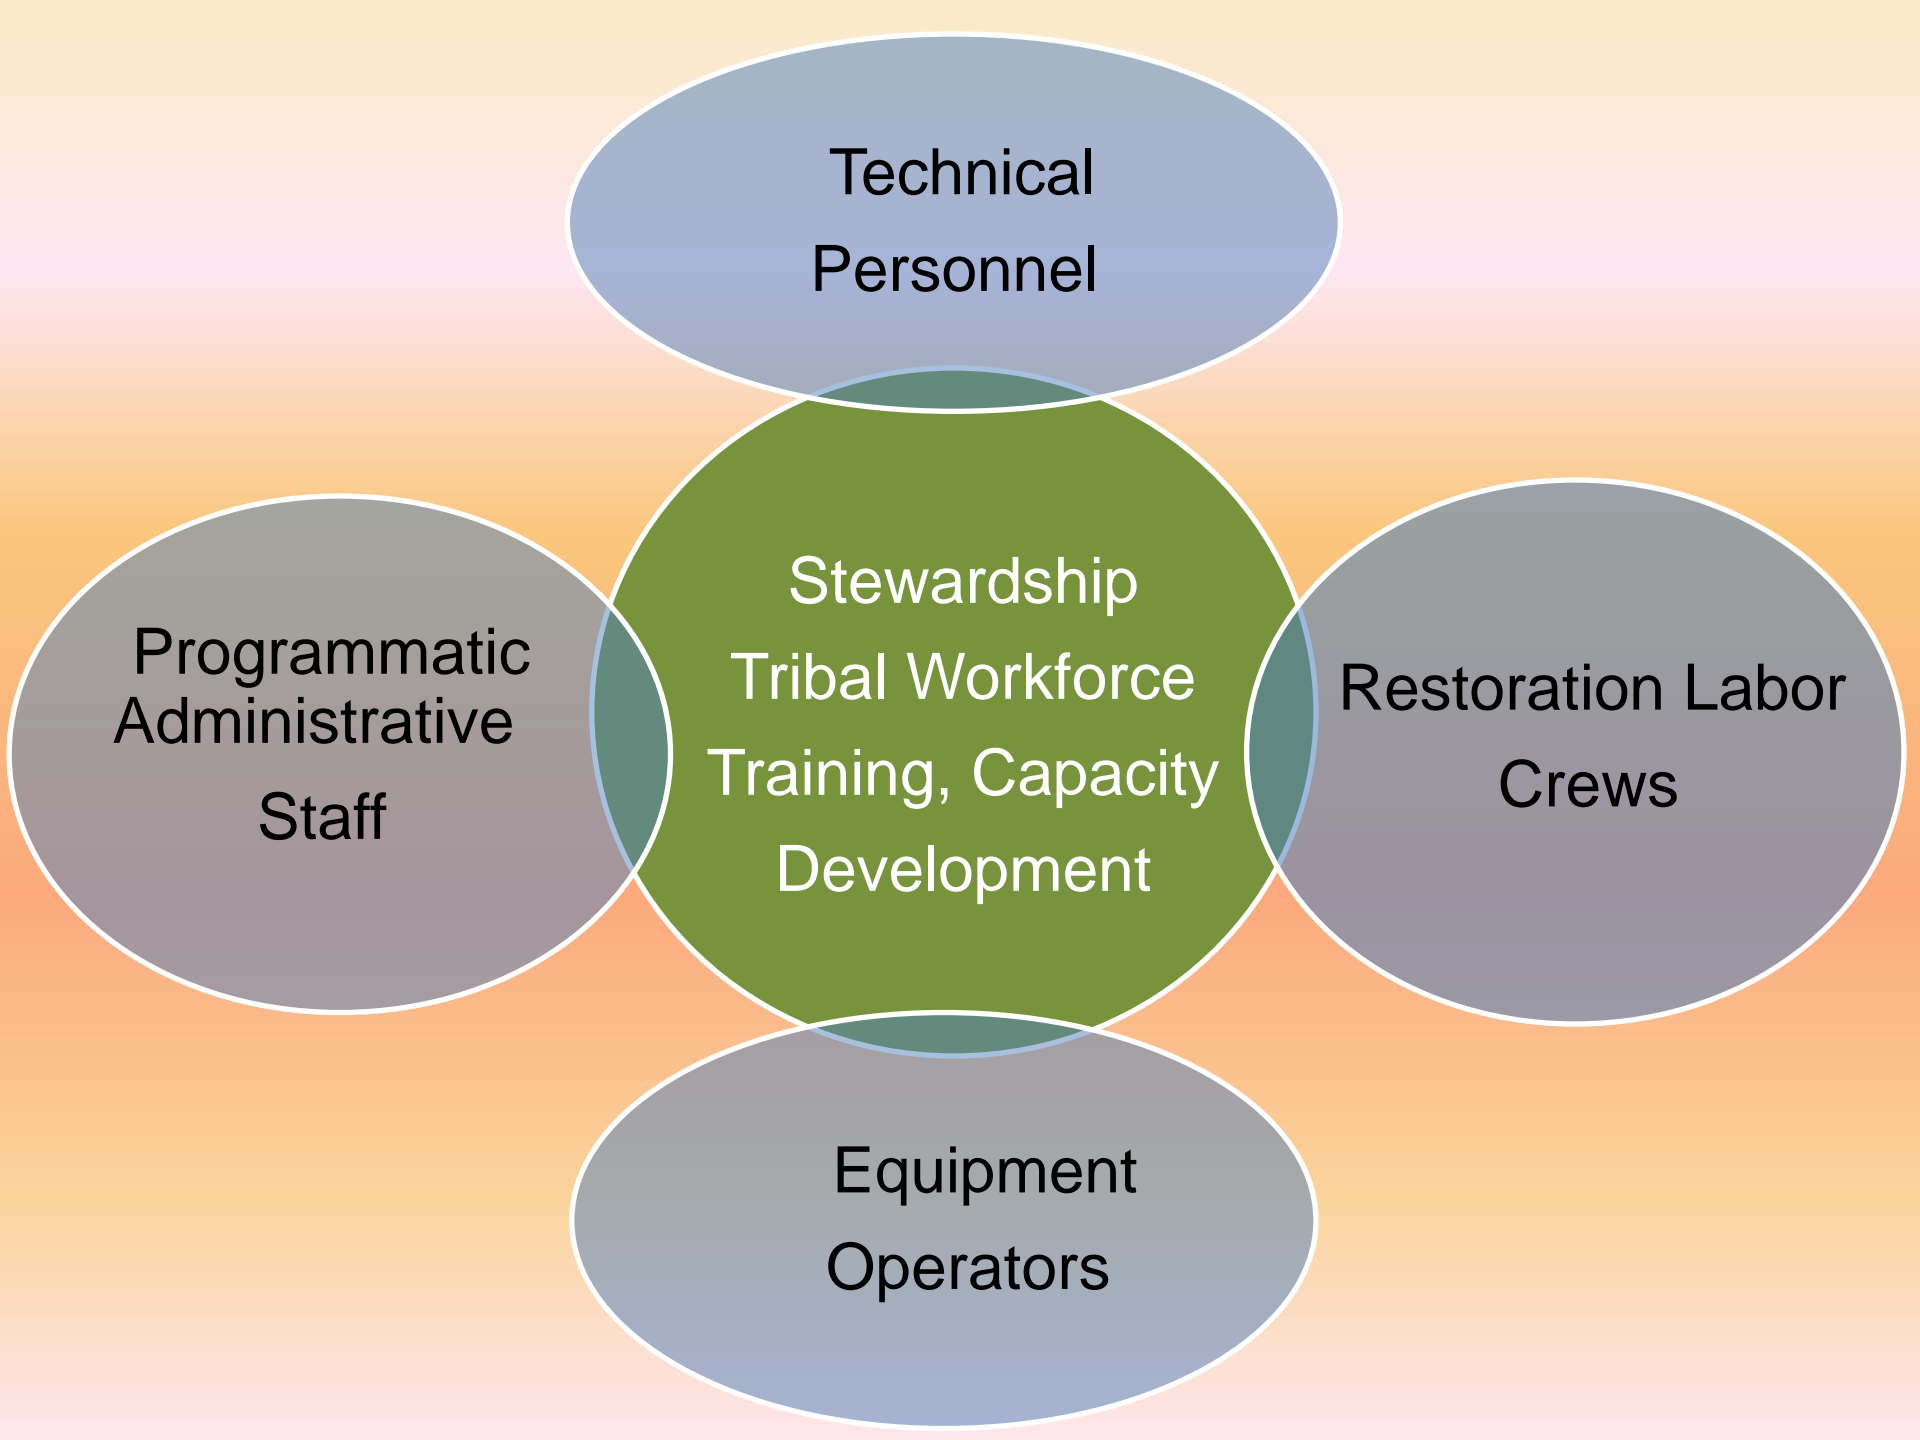 Technical
Personnel
Stewardship
Tribal Workforce
Training, Capacity
Development
Programmatic
Administrative
Staff
Restoration Labor
Crews
Equipment
Operators